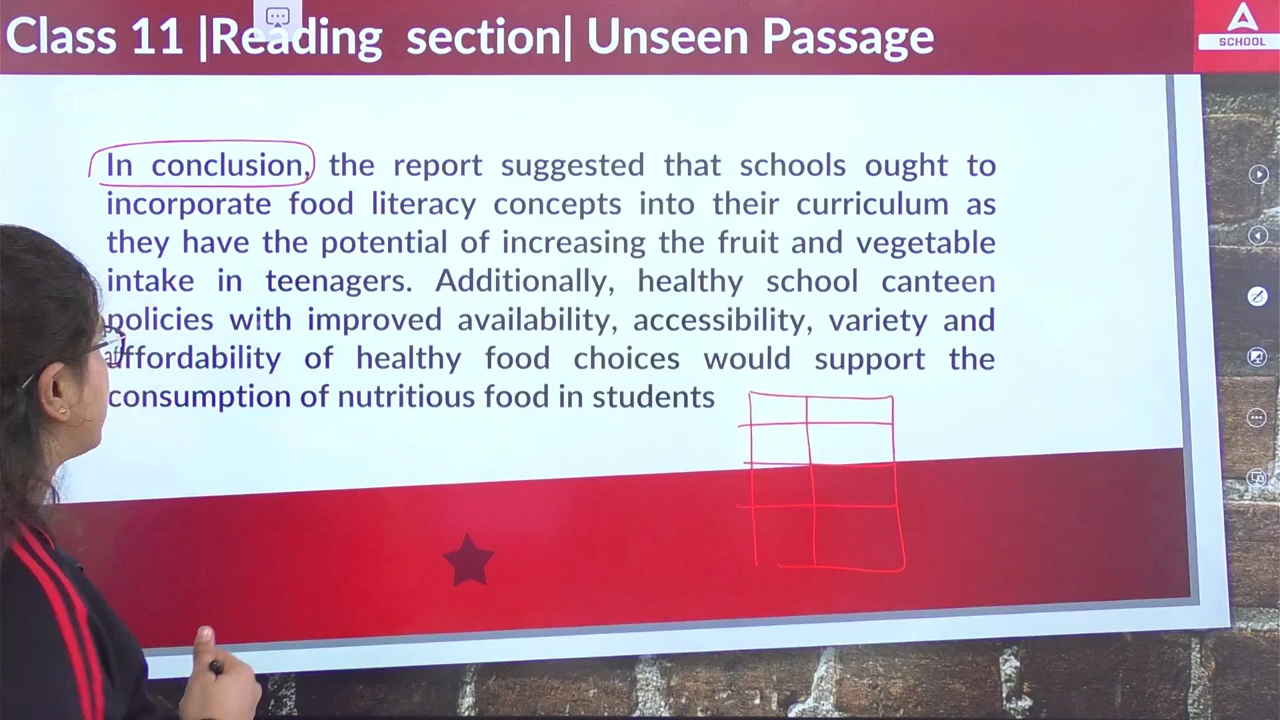 Class 11 |Reading section| Unseen Passage
SCHOOL
In conclusion, the report suggested that schools ought to
incorporate food literacy concepts into their curriculum as
they have the potential of increasing the fruit and vegetable
intake in teenagers. Additionally, healthy school canteen
policies with improved availability, accessibility, variety and
affordability of healthy food choices would support the
consumption of nutritious food in students